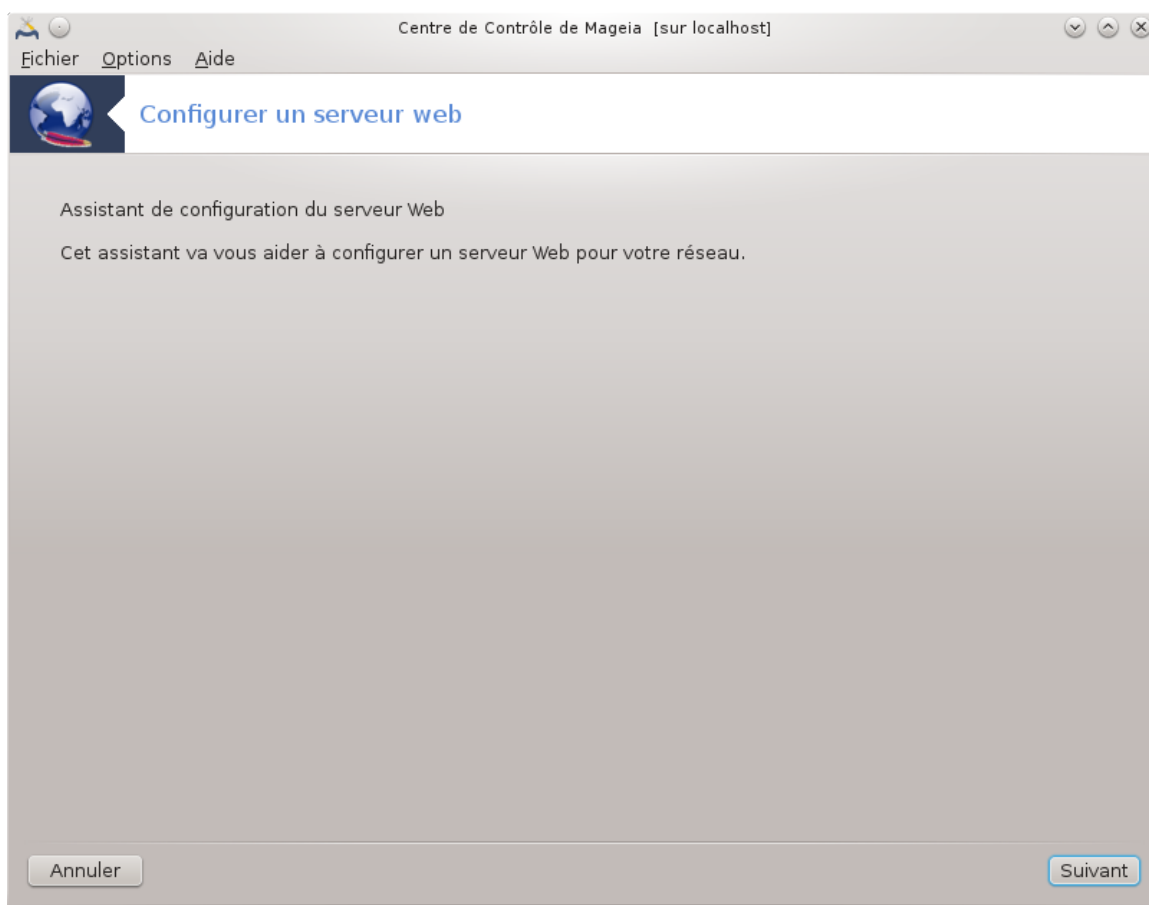 Centre de Contrôle de Mageia [sur localhost]
Fichier Options Aide
Configurer un serveur web
Assistant de configuration du serveur Web
Cet assistant va vous aider à configurer un serveur Web pour votre réseau.
Annuler Suivant